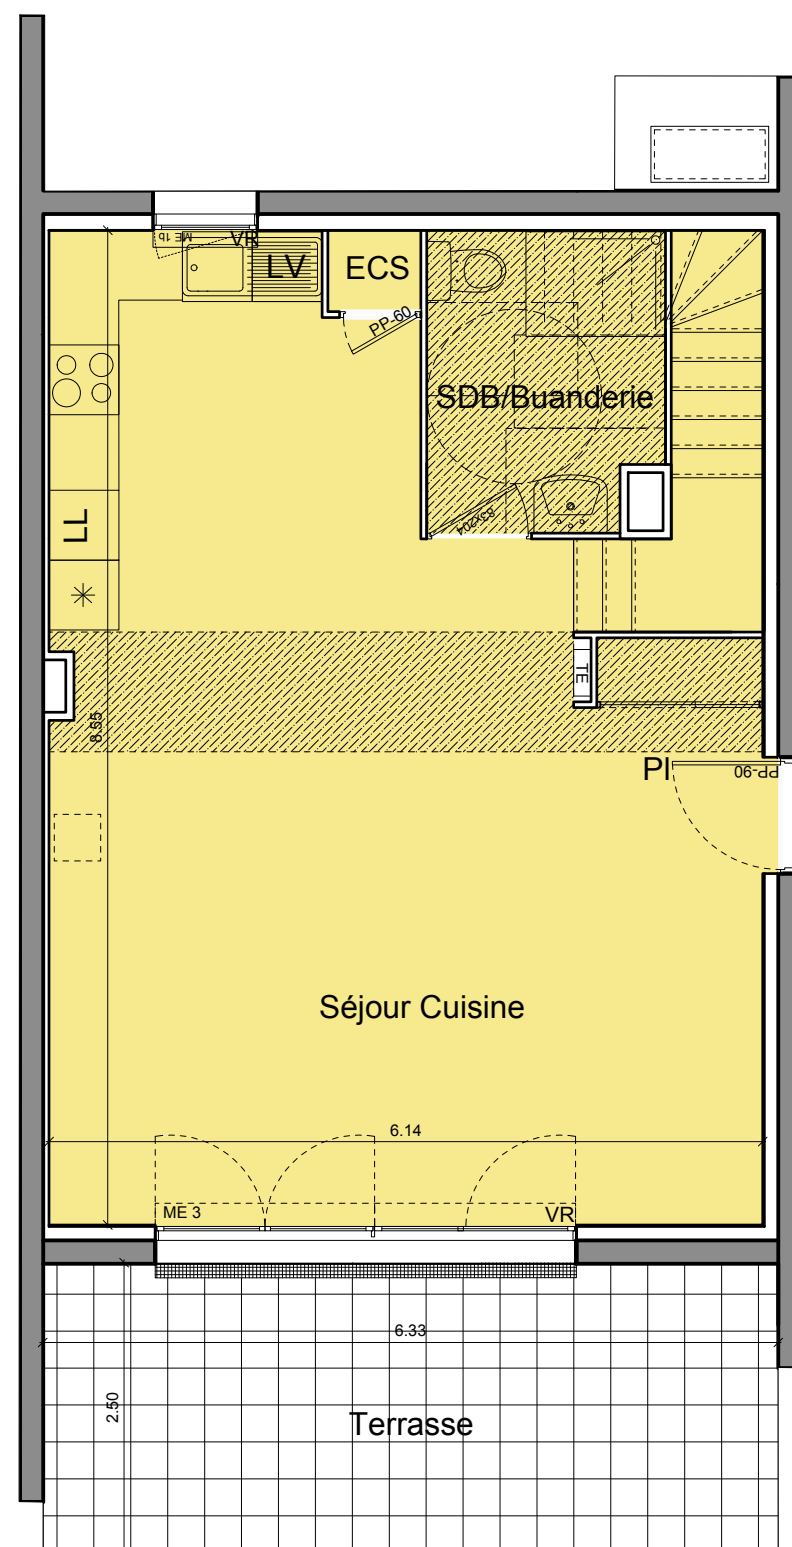 ME 1b
VR
LV
ECS
PP-60
SDB/Buanderie
83x204
LL
TE
8.55
PI
PP-90
Séjour Cuisine
6.14
ME 3
VR
6.33
2.50
Terrasse